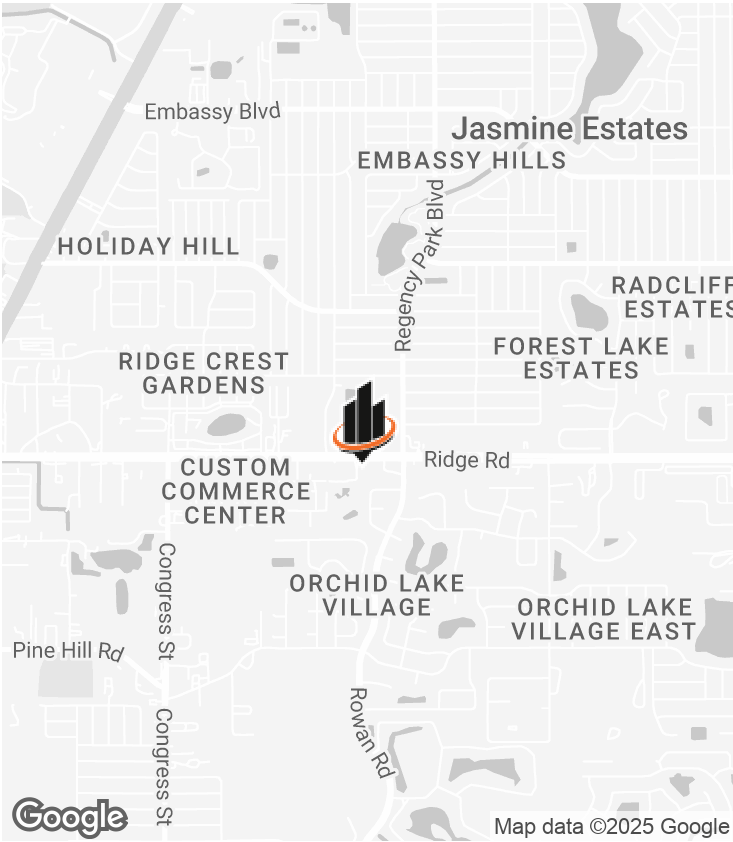 Embassy Blvd
Jasmine Estates
EMBASSY HILLS
Regency Park Blvd
HOLIDAY HILL
RADCLIFF
ESTATES
FOREST LAKE
ESTATES
RIDGE CREST
GARDENS
Ridge Rd
CUSTOM
COMMERCE
CENTER
Congress St
ORCHID LAKE
VILLAGE
ORCHID LAKE
VILLAGE EAST
Pine Hill Rd
Rowan Rd
Congress St
Google
Map data ©2025 Google